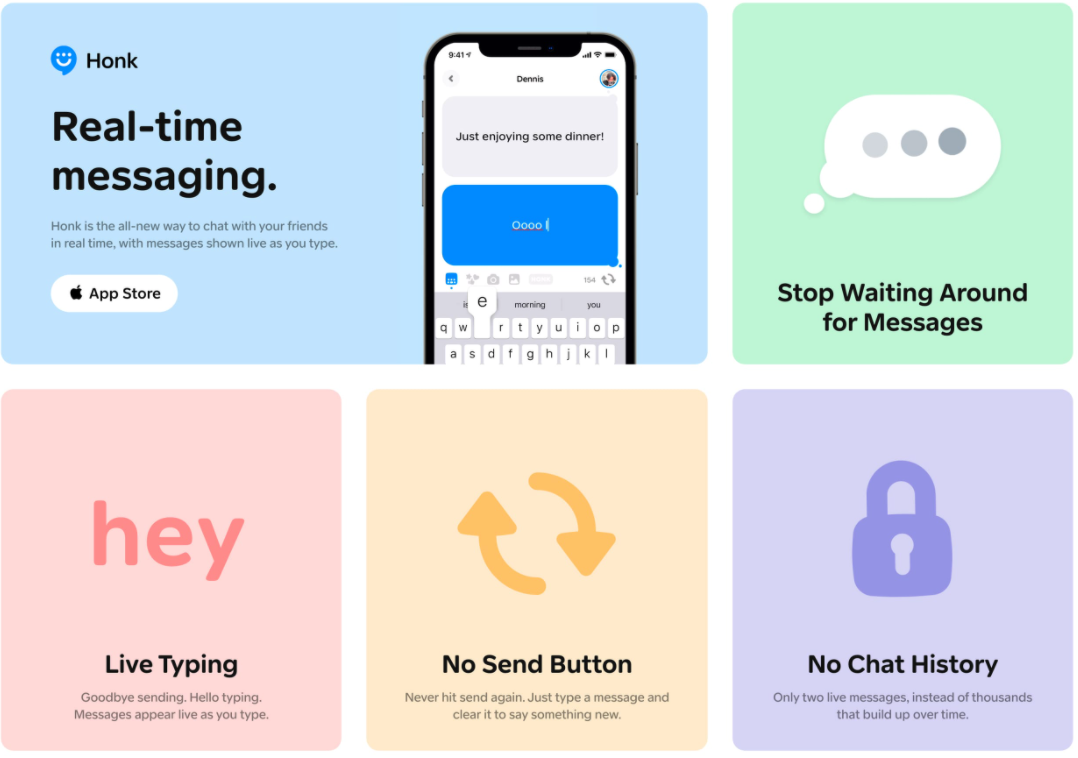 Honk
Real-time
messaging.
Honk is the all-new way to chat with your friends
in real time, with messages shown live as you type.
App Store
9:41
Dennis
Just enjoying some dinner!
Oooo l
154
e
morning
you
q w r t y u i o p
a s d f g h j k l
Stop Waiting Around
for Messages
hey
Live Typing
Goodbye sending. Hello typing.
Messages appear live as you type.
No Send Button
Never hit send again. Just type a message and
clear it to say something new.
No Chat History
Only two live messages, instead of thousands
that build up over time.